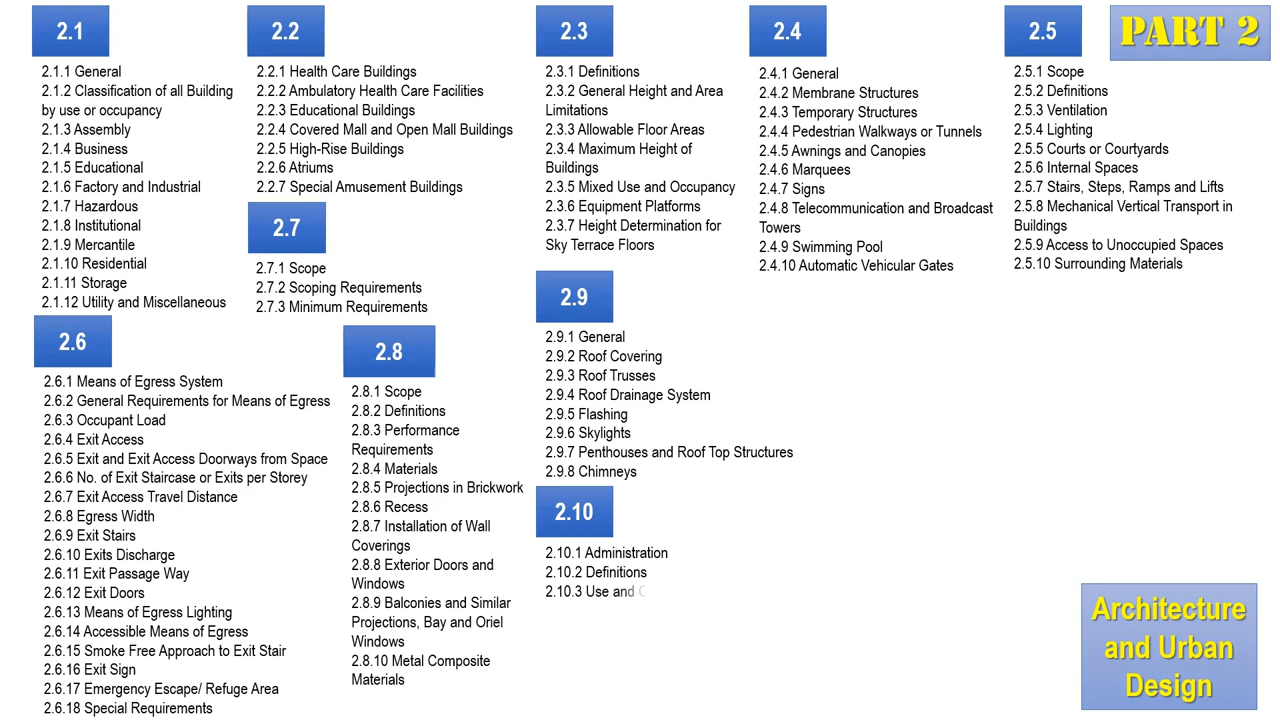 2.1
2.1.1 General
2.1.2 Classification of all Building
by use or occupancy
2.1.3 Assembly
2.1.4 Business
2.1.5 Educational
2.1.6 Factory and Industrial
2.1.7 Hazardous
2.1.8 Institutional
2.1.9 Mercantile
2.1.10 Residential
2.1.11 Storage
2.1.12 Utility and Miscellaneous
2.2
2.2.1 Health Care Buildings
2.2.2 Ambulatory Health Care Facilities
2.2.3 Educational Buildings
2.2.4 Covered Mall and Open Mall Buildings
2.2.5 High-Rise Buildings
2.2.6 Atriums
2.2.7 Special Amusement Buildings
2.3
2.3.1 Definitions
2.3.2 General Height and Area
Limitations
2.3.3 Allowable Floor Areas
2.3.4 Maximum Height of
Buildings
2.3.5 Mixed Use and Occupancy
2.3.6 Equipment Platforms
2.3.7 Height Determination for
Sky Terrace Floors
2.4
2.4.1 General
2.4.2 Membrane Structures
2.4.3 Temporary Structures
2.4.4 Pedestrian Walkways or Tunnels
2.4.5 Awnings and Canopies
2.4.6 Marquees
2.4.7 Signs
2.4.8 Telecommunication and Broadcast
Towers
2.4.9 Swimming Pool
2.4.10 Automatic Vehicular Gates
2.5
2.5.1 Scope
2.5.2 Definitions
2.5.3 Ventilation
2.5.4 Lighting
2.5.5 Courts or Courtyards
2.5.6 Internal Spaces
2.5.7 Stairs, Steps, Ramps and Lifts
2.5.8 Mechanical Vertical Transport in
Buildings
2.5.9 Access to Unoccupied Spaces
2.5.10 Surrounding Materials
PART 2
2.6
2.6.1 Means of Egress System
2.6.2 General Requirements for Means of Egress
2.6.3 Occupant Load
2.6.4 Exit Access
2.6.5 Exit and Exit Access Doorways from Space
2.6.6 No. of Exit Staircase or Exits per Storey
2.6.7 Exit Access Travel Distance
2.6.8 Egress Width
2.6.9 Exit Stairs
2.6.10 Exits Discharge
2.6.11 Exit Passage Way
2.6.12 Exit Doors
2.6.13 Means of Egress Lighting
2.6.14 Accessible Means of Egress
2.6.15 Smoke Free Approach to Exit Stair
2.6.16 Exit Sign
2.6.17 Emergency Escape/ Refuge Area
2.6.18 Special Requirements
2.7
2.7.1 Scope
2.7.2 Scoping Requirements
2.7.3 Minimum Requirements
2.8
2.8.1 Scope
2.8.2 Definitions
2.8.3 Performance
Requirements
2.8.4 Materials
2.8.5 Projections in Brickwork
2.8.6 Recess
2.8.7 Installation of Wall
Coverings
2.8.8 Exterior Doors and
Windows
2.8.9 Balconies and Similar
Projections, Bay and Oriel
Windows
2.8.10 Metal Composite
Materials
2.9
2.9.1 General
2.9.2 Roof Covering
2.9.3 Roof Trusses
2.9.4 Roof Drainage System
2.9.5 Flashing
2.9.6 Skylights
2.9.7 Penthouses and Roof Top Structures
2.9.8 Chimneys
2.10
2.10.1 Administration
2.10.2 Definitions
2.10.3 Use and
Architecture
and Urban
Design